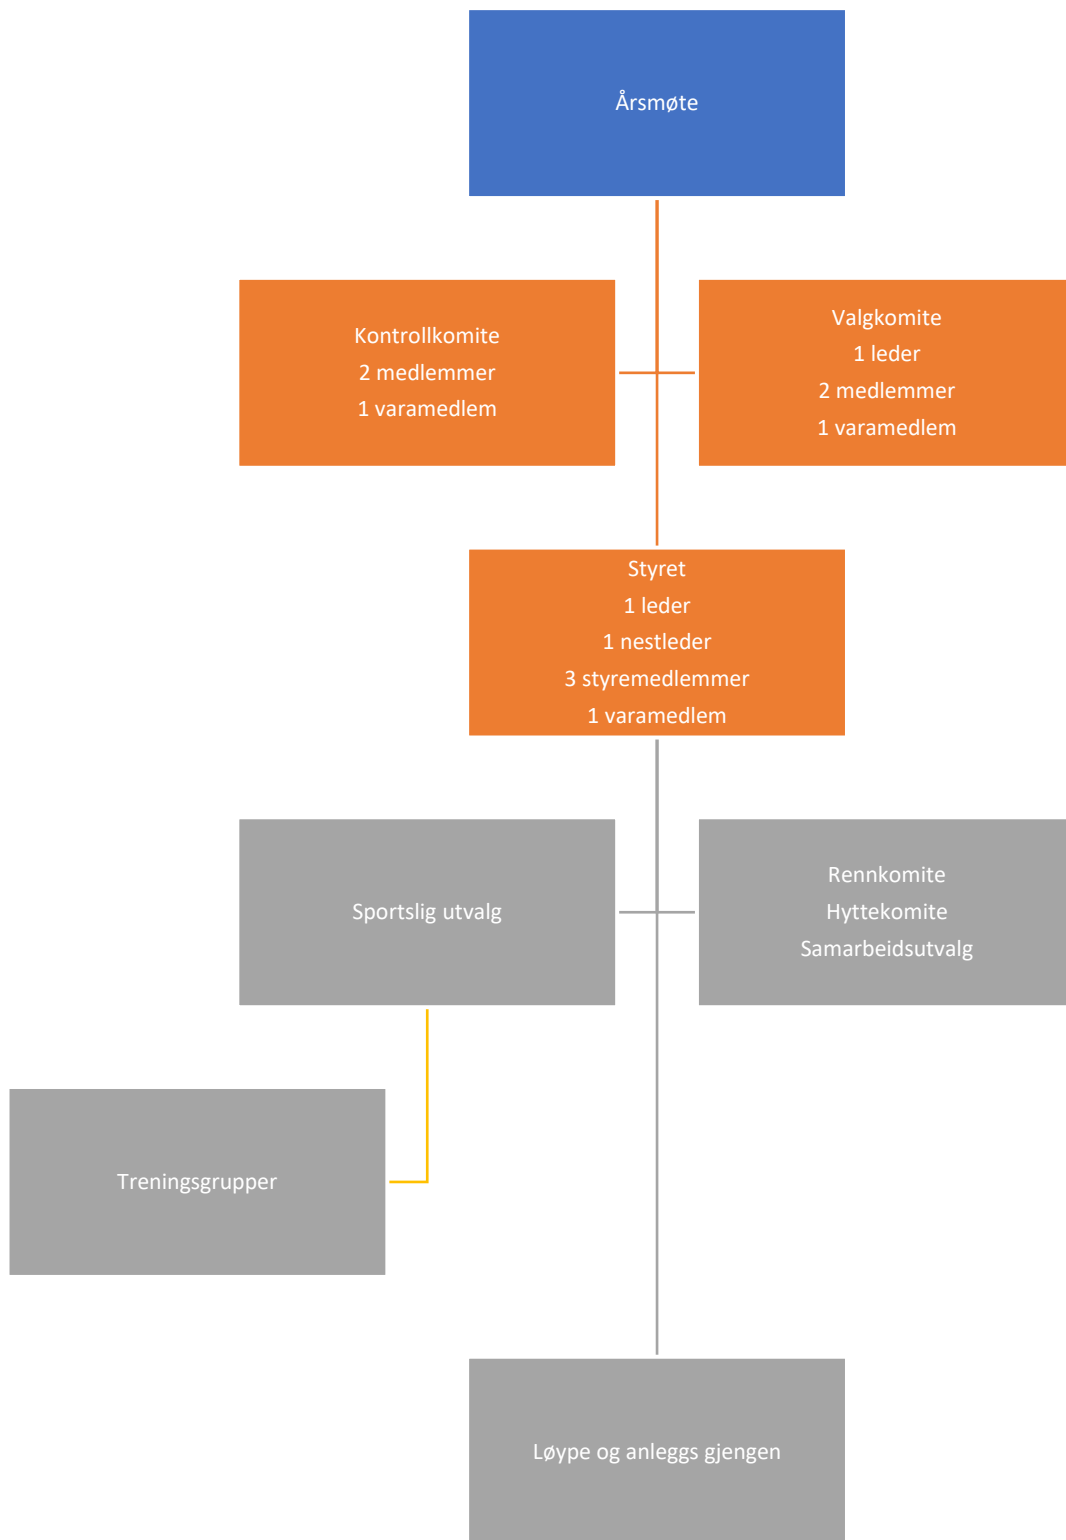 Årsmøte
Kontrollkomite
2 medlemmer
1 varamedlem
Valgkomite
1 leder
2 medlemmer
1 varamedlem
Styret
1 leder
1 nestleder
3 styremedlemmer
1 varamedlem
Sportslig utvalg
Rennkomite
Hyttekomite
Samarbeidsutvalg
Treningsgrupper
Løype og anleggs gjengen